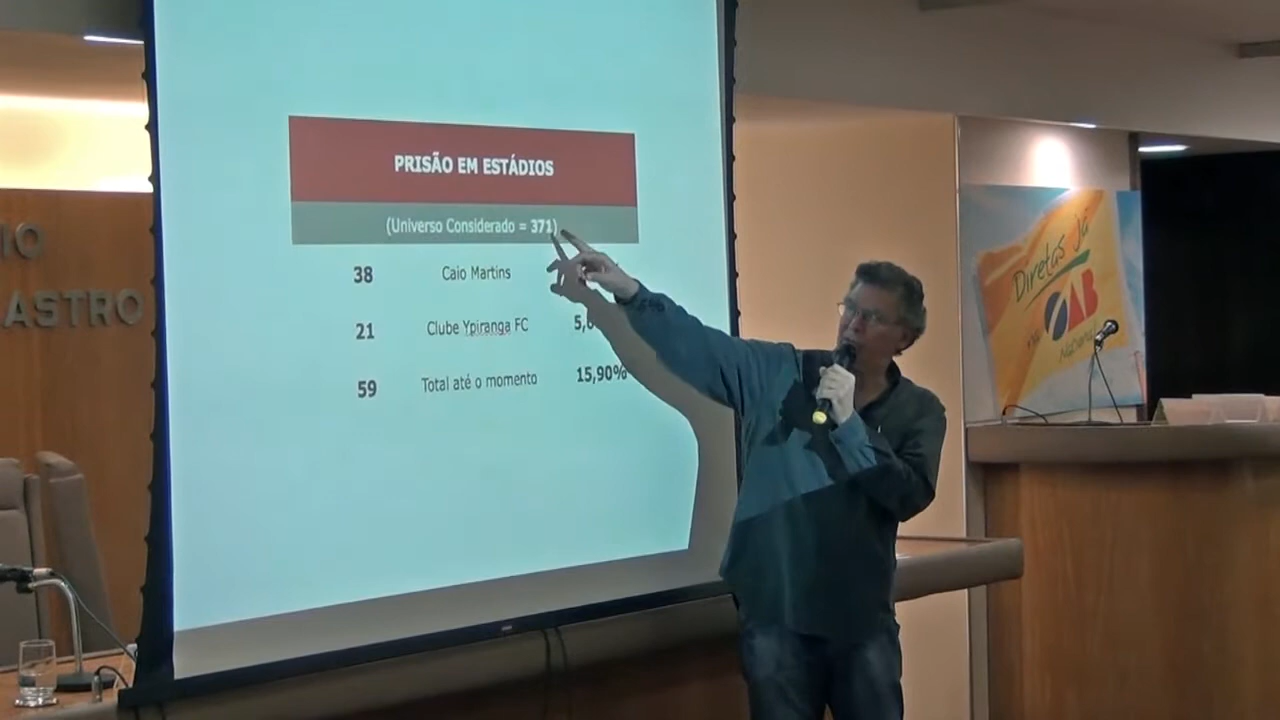 PRISÃO EM ESTÁDIOS
(Universo Considerado = 371)
38 Caio Martins
21 Clube Ypiranga FC
59 Total até o momento 15,90%
ASTRO
Diretas Já
OAB